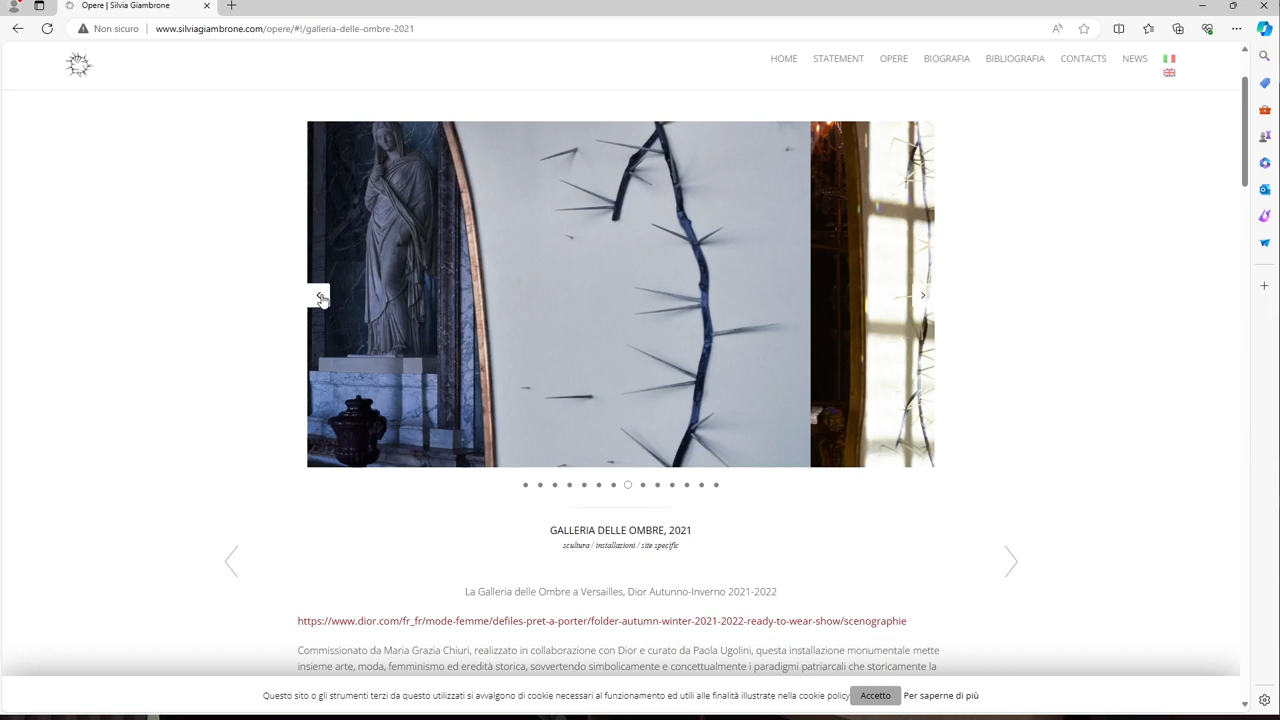 Opere | Silvia Giambrone
Non sicuro
www.silviagiambrone.com/opere/#!/galleria-delle-ombre-2021
HOME STATEMENT OPERE BIOGRAFIA BIBLIOGRAFIA CONTACTS NEWS
GALLERIA DELLE OMBRE, 2021
scultura / installazioni / site specific
La Galleria delle Ombre a Versailles, Dior Autunno-Inverno 2021-2022
https://www.dior.com/fr_fr/mode-femme/defiles-pret-a-porter/folder-autumn-winter-2021-2022-ready-to-wear-show/scenographie
Commissionato da Maria Grazia Chiuri, realizzato in collaborazione con Dior e curato da Paola Ugolini, questa installazione monumentale mette
insieme arte, moda, femminismo ed eredità storica, sovvertendo simbolicamente e concettualmente i paradigmi patriarcali che storicamente la
Questo sito o gli strumenti terzi da questo utilizzati si avvalgono di cookie necessari al funzionamento ed utili alle finalità illustrate nella cookie policy Accetto Per saperne di più